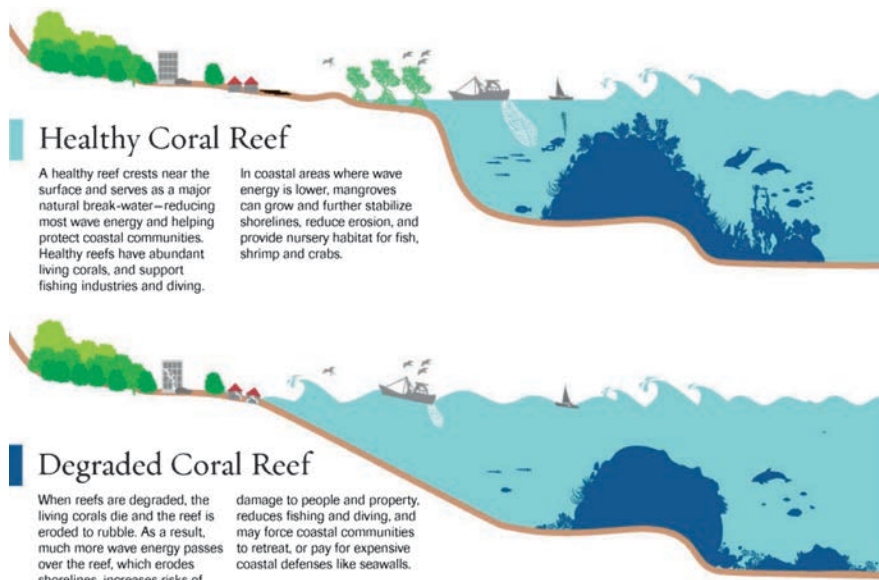 Healthy Coral Reef
A healthy reef crests near the
surface and serves as a major
natural break-water–reducing
most wave energy and helping
protect coastal communities.
Healthy reefs have abundant
living corals, and support
fishing industries and diving.
In coastal areas where wave
energy is lower, mangroves
can grow and further stabilize
shorelines, reduce erosion, and
provide nursery habitat for fish,
shrimp and crabs.
Degraded Coral Reef
When reefs are degraded, the
living corals die and the reef is
eroded to rubble. As a result,
much more wave energy passes
over the reef, which erodes
shorelines, increases risks of
damage to people and property,
reduces fishing and diving, and
may force coastal communities
to retreat, or pay for expensive
coastal defenses like seawalls.